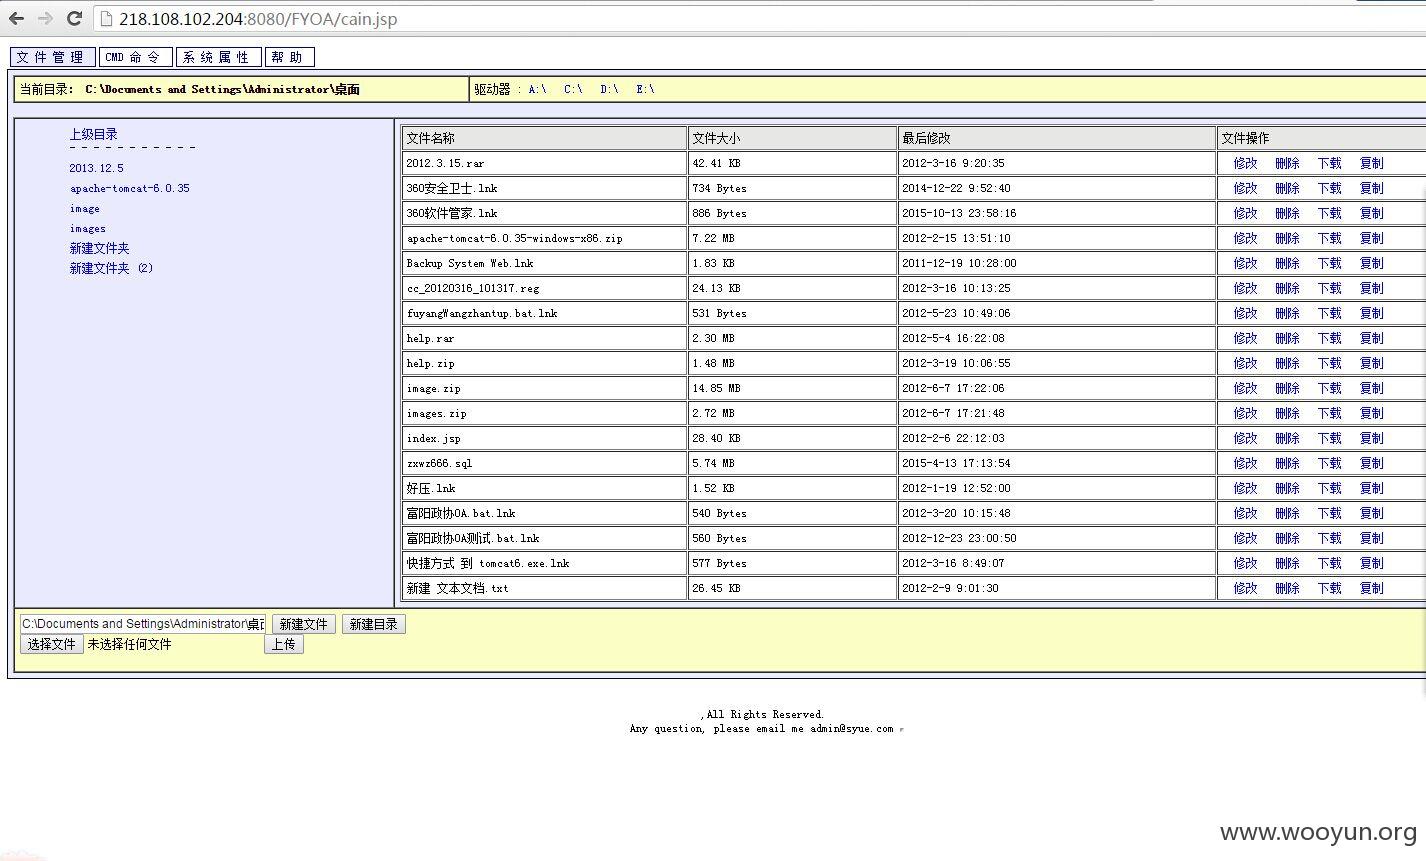 218.108.102.204:8080/FYOA/cain.jsp
文件管理 CMD命令 系统属性 帮助
当前目录: C:\Documents and Settings\Administrator\桌面 驱动器 : A:\ C:\ D:\ E:\
上级目录
- - - - - - - - - - -
2013.12.5
apache-tomcat-6.0.35
image
images
新建文件夹
新建文件夹 (2)
文件名称 文件大小 最后修改 文件操作
2012.3.15.rar 42.41 KB 2012-3-16 9:20:35 修改 删除 下载 复制
360安全卫士.lnk 734 Bytes 2014-12-22 9:52:40 修改 删除 下载 复制
360软件管家.lnk 886 Bytes 2015-10-13 23:58:16 修改 删除 下载 复制
apache-tomcat-6.0.35-windows-x86.zip 7.22 MB 2012-2-15 13:51:10 修改 删除 下载 复制
Backup System Web.lnk 1.83 KB 2011-12-19 10:28:00 修改 删除 下载 复制
cc_20120316_101317.reg 24.13 KB 2012-3-16 10:13:25 修改 删除 下载 复制
fuyangWangzhantup.bat.lnk 531 Bytes 2012-5-23 10:49:06 修改 删除 下载 复制
help.rar 2.30 MB 2012-5-4 16:22:08 修改 删除 下载 复制
help.zip 1.48 MB 2012-3-19 10:06:55 修改 删除 下载 复制
image.zip 14.85 MB 2012-6-7 17:22:06 修改 删除 下载 复制
images.zip 2.72 MB 2012-6-7 17:21:48 修改 删除 下载 复制
index.jsp 28.40 KB 2012-2-6 22:12:03 修改 删除 下载 复制
zxwz666.sql 5.74 MB 2015-4-13 17:13:54 修改 删除 下载 复制
好压.lnk 1.52 KB 2012-1-19 12:52:00 修改 删除 下载 复制
富阳政协OA.bat.lnk 540 Bytes 2012-3-20 10:15:48 修改 删除 下载 复制
富阳政协OA测试.bat.lnk 560 Bytes 2012-12-23 23:00:50 修改 删除 下载 复制
快捷方式 到 tomcat6.exe.lnk 577 Bytes 2012-3-16 8:49:07 修改 删除 下载 复制
新建 文本文档.txt 26.45 KB 2012-2-9 9:01:30 修改 删除 下载 复制
C:\Documents and Settings\Administrator\桌面 新建文件 新建目录
选择文件 未选择任何文件 上传
,All Rights Reserved.
Any question, please email me admin@syue.com
www.wooyun.org